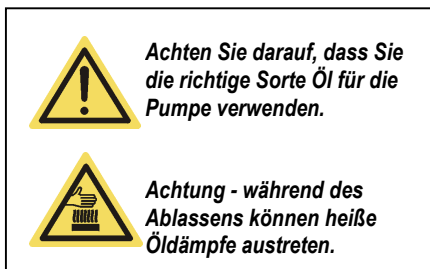 Achten Sie darauf, dass Sie
die richtige Sorte Öl für die
Pumpe verwenden.
Achtung - während des
Ablassens können heiße
Öldämpfe austreten.